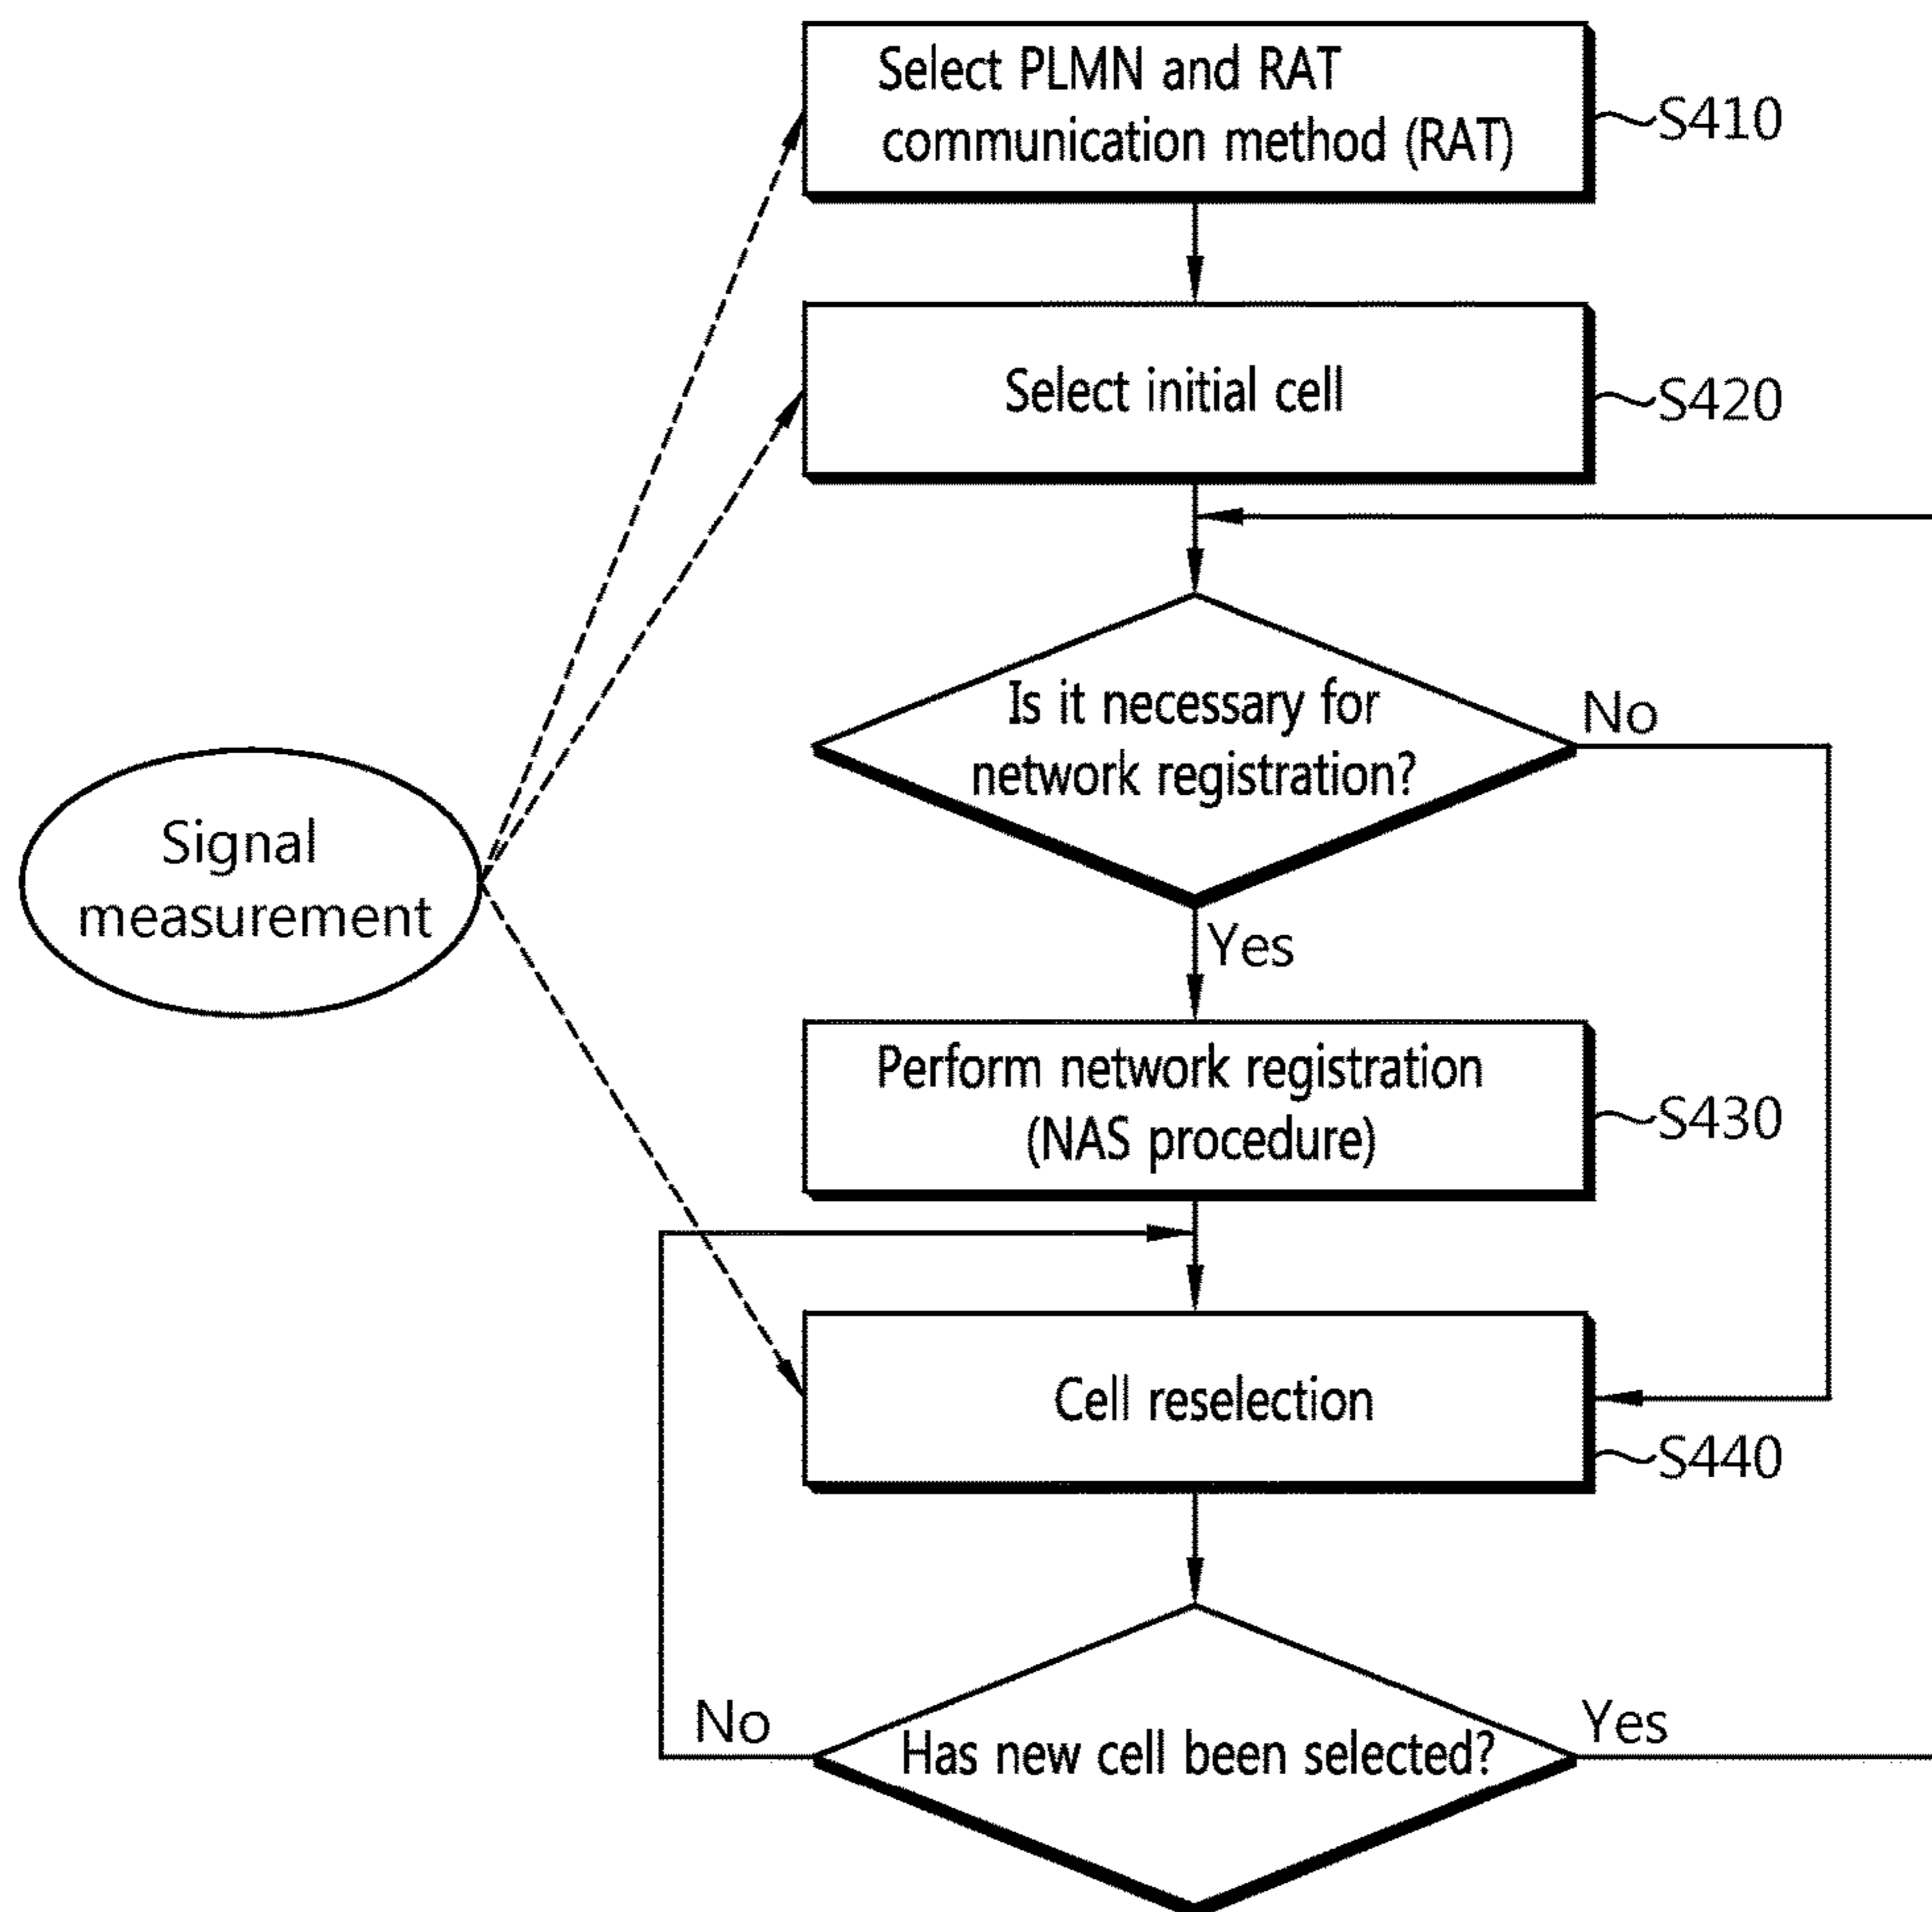 Select PLMN and RAT
communication method (RAT)
S410
Select initial cell
S420
Is it necessary for
network registration?
No
Signal
measurement
Yes
Perform network registration
(NAS procedure)
S430
Cell reselection
S440
No
Has new cell been selected?
Yes